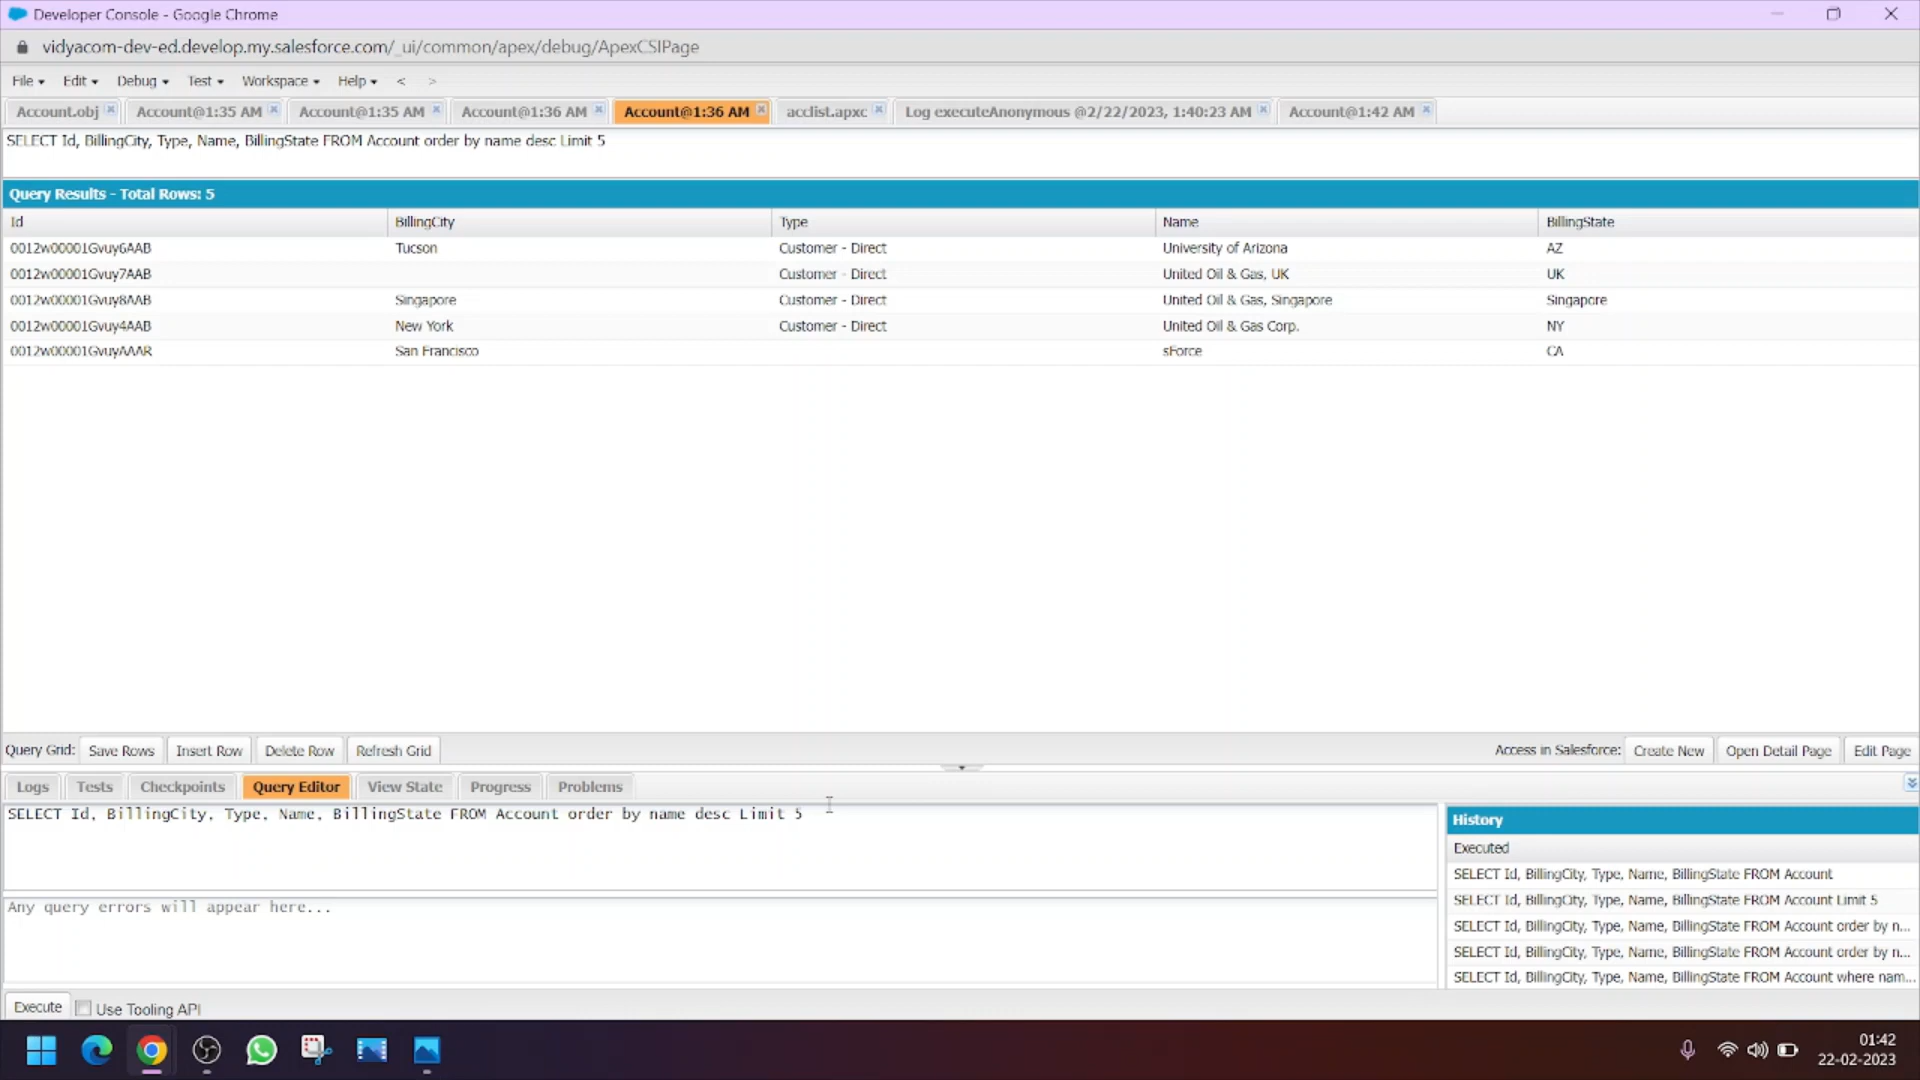 Developer Console - Google Chrome
vidyacom-dev-ed.develop.my.salesforce.com/_ui/common/apex/debug/ApexCSIPage
File Edit Debug Test Workspace Help < >
Account.obj Account@1:35 AM Account@1:35 AM Account@1:36 AM Account@1:36 AM acclist.apxc Log executeAnonymous @2/22/2023, 1:40:23 AM Account@1:42 AM
SELECT Id, BillingCity, Type, Name, BillingState FROM Account order by name desc Limit 5
Query Results - Total Rows: 5
Id BillingCity Type Name BillingState
0012w00001Gvuy6AAB Tucson Customer - Direct University of Arizona AZ
0012w00001Gvuy7AAB Customer - Direct United Oil & Gas, UK UK
0012w00001Gvuy8AAB Singapore Customer - Direct United Oil & Gas, Singapore Singapore
0012w00001Gvuy4AAB New York Customer - Direct United Oil & Gas Corp. NY
0012w00001GvuyAAAR San Francisco sForce CA
Query Grid: Save Rows Insert Row Delete Row Refresh Grid Access in Salesforce: Create New Open Detail Page Edit Page
Logs Tests Checkpoints Query Editor View State Progress Problems
SELECT Id, BillingCity, Type, Name, BillingState FROM Account order by name desc Limit 5
Any query errors will appear here...
History
Executed
SELECT Id, BillingCity, Type, Name, BillingState FROM Account
SELECT Id, BillingCity, Type, Name, BillingState FROM Account Limit 5
SELECT Id, BillingCity, Type, Name, BillingState FROM Account order by n...
SELECT Id, BillingCity, Type, Name, BillingState FROM Account order by n...
SELECT Id, BillingCity, Type, Name, BillingState FROM Account where nam...
Execute Use Tooling API
01:42
22-02-2023